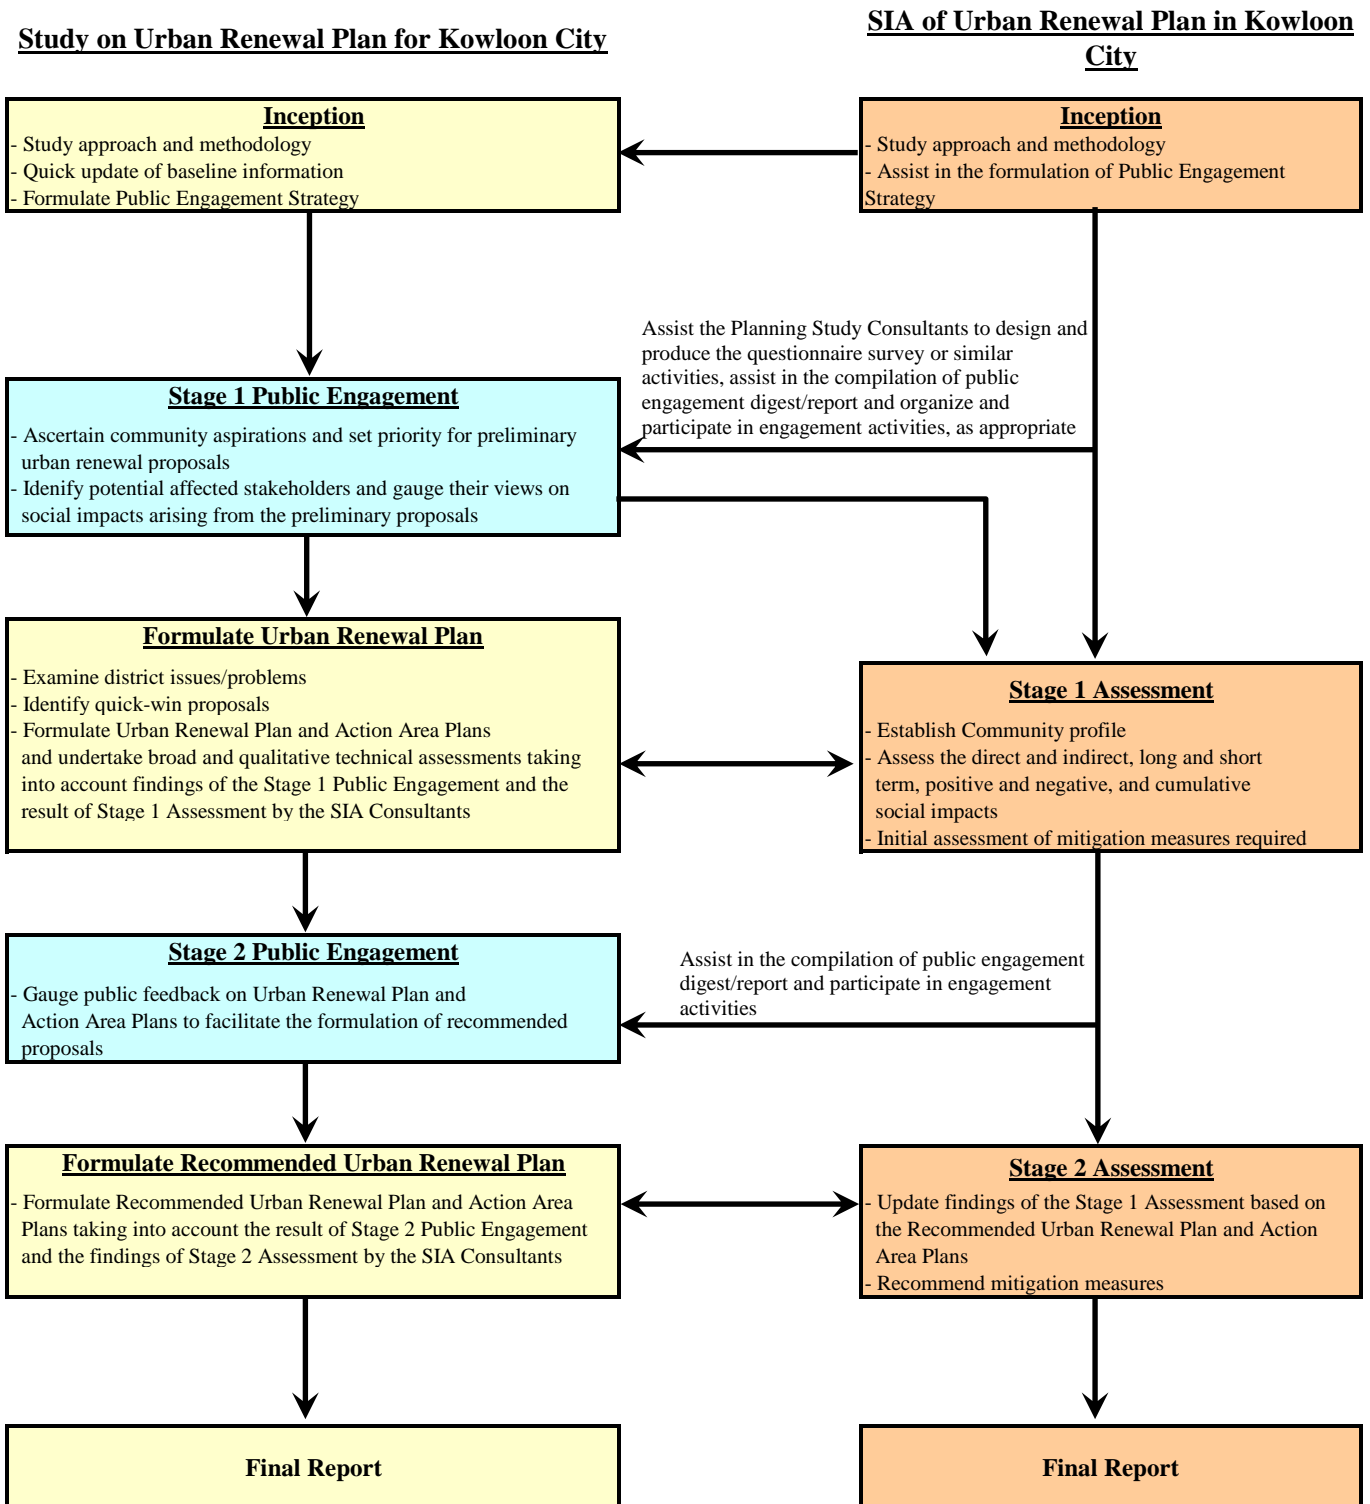 Study on Urban Renewal Plan for Kowloon City
SIA of Urban Renewal Plan in Kowloon
City
Inception
- Study approach and methodology
- Quick update of baseline information
- Formulate Public Engagement Strategy
Inception
- Study approach and methodology
- Assist in the formulation of Public Engagement
Strategy
Assist the Planning Study Consultants to design and
produce the questionnaire survey or similar
activities, assist in the compilation of public
engagement digest/report and organize and
participate in engagement activities, as appropriate
Stage 1 Public Engagement
- Ascertain community aspirations and set priority for preliminary
urban renewal proposals
- Idenify potential affected stakeholders and gauge their views on
social impacts arising from the preliminary proposals
Formulate Urban Renewal Plan
- Examine district issues/problems
- Identify quick-win proposals
- Formulate Urban Renewal Plan and Action Area Plans
and undertake broad and qualitative technical assessments taking
into account findings of the Stage 1 Public Engagement and the
result of Stage 1 Assessment by the SIA Consultants
Stage 1 Assessment
- Establish Community profile
- Assess the direct and indirect, long and short
term, positive and negative, and cumulative
social impacts
- Initial assessment of mitigation measures required
Stage 2 Public Engagement
- Gauge public feedback on Urban Renewal Plan and
Action Area Plans to facilitate the formulation of recommended
proposals
Assist in the compilation of public engagement
digest/report and participate in engagement
activities
Formulate Recommended Urban Renewal Plan
- Formulate Recommended Urban Renewal Plan and Action Area
Plans taking into account the result of Stage 2 Public Engagement
and the findings of Stage 2 Assessment by the SIA Consultants
Stage 2 Assessment
- Update findings of the Stage 1 Assessment based on
the Recommended Urban Renewal Plan and Action
Area Plans
- Recommend mitigation measures
Final Report
Final Report